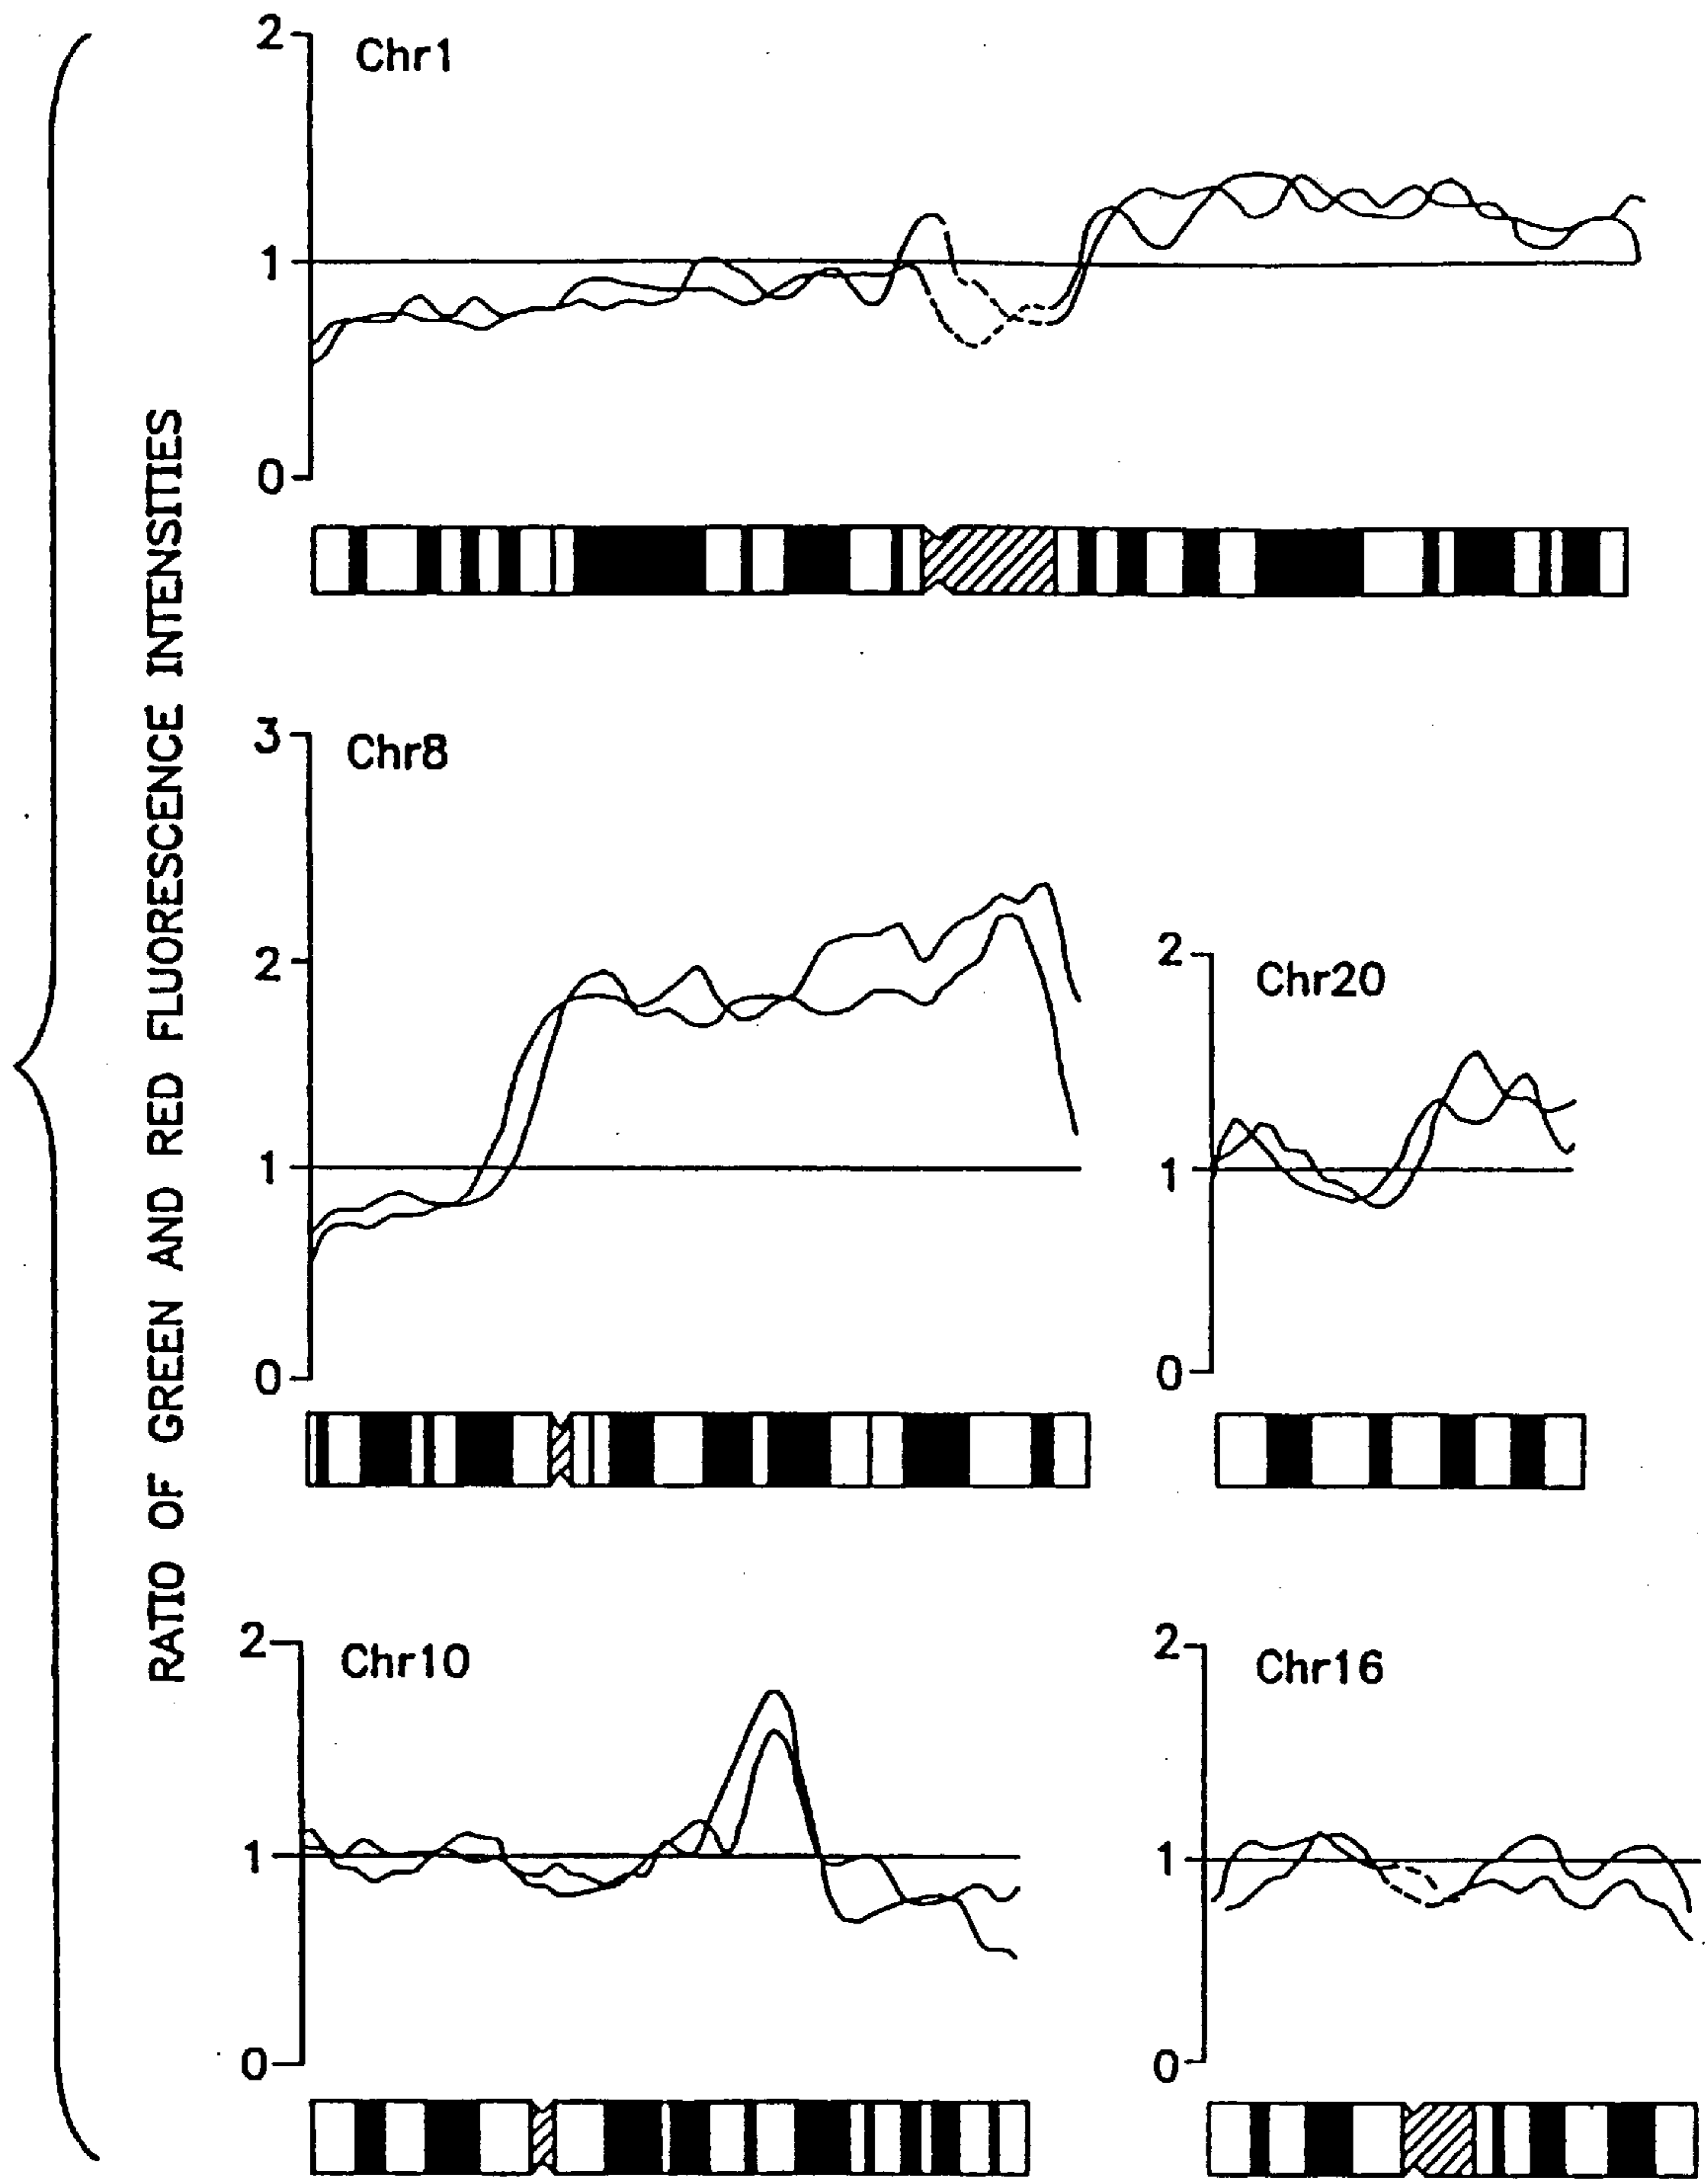 RATIO OF GREEN AND RED FLUORESCENCE INTENSITIES
2
Chr1
1
0
3
Chr8
2
1
0
2
Chr20
1
0
2
Chr10
1
0
2
Chr16
1
0